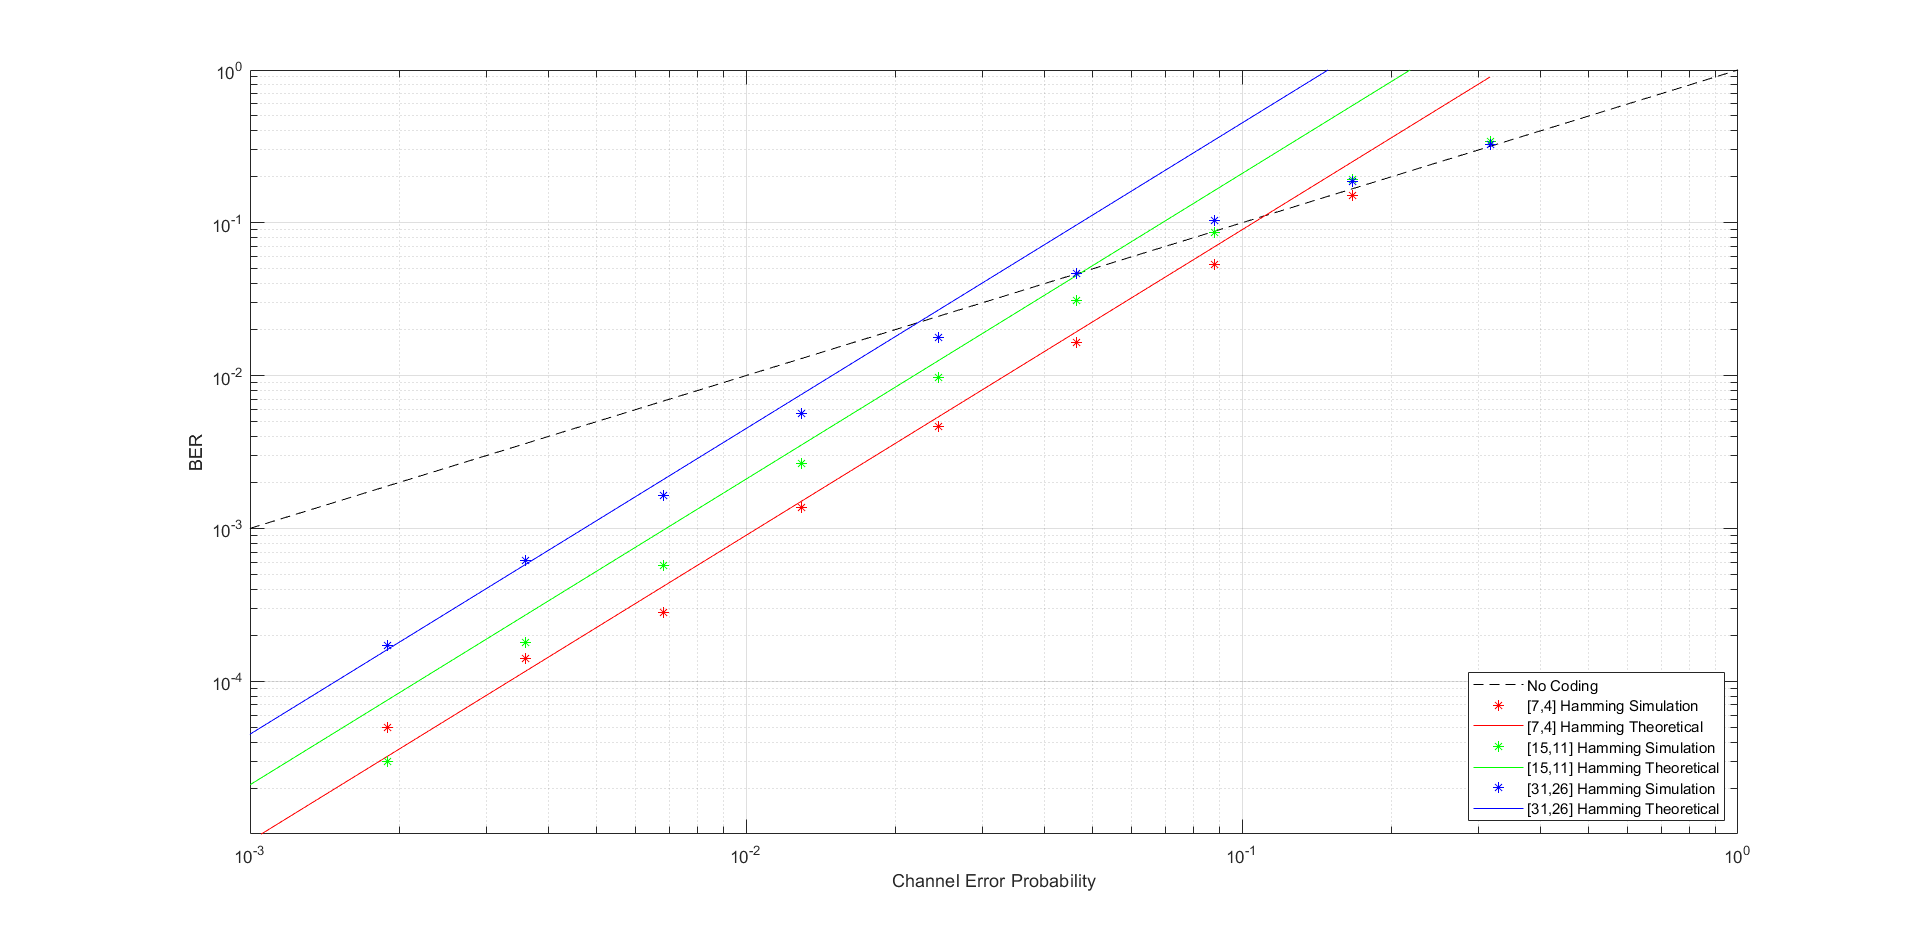 10^0
10^-1
10^-2
10^-3
10^-4
BER
10^-3
10^-2
10^-1
10^0
Channel Error Probability
No Coding
[7,4] Hamming Simulation
[7,4] Hamming Theoretical
[15,11] Hamming Simulation
[15,11] Hamming Theoretical
[31,26] Hamming Simulation
[31,26] Hamming Theoretical